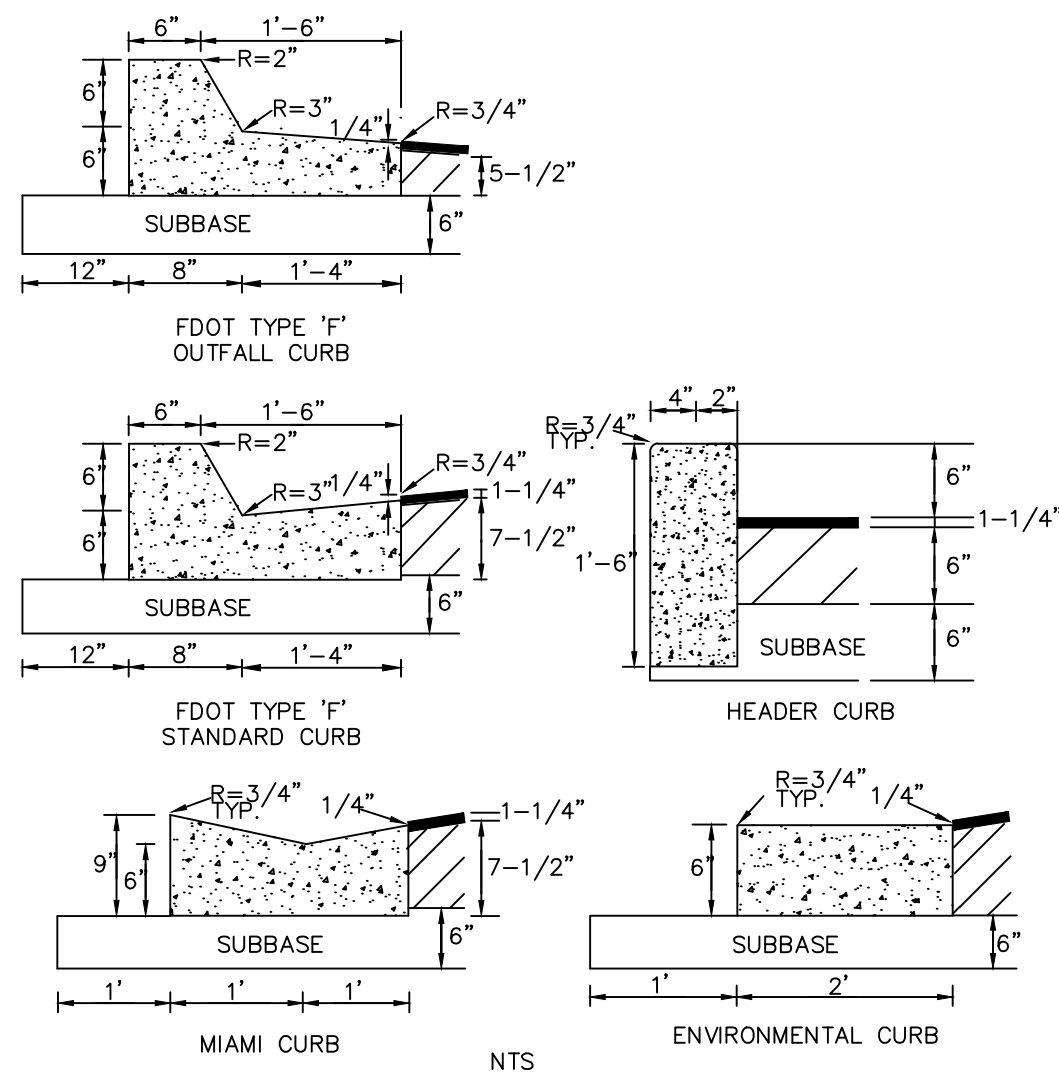 6" 1'-6"
R=2"
6"
R=3"
1/4"
R=3/4"
6"
5-1/2"
SUBBASE
6"
12" 8" 1'-4"
FDOT TYPE 'F'
OUTFALL CURB
6" 1'-6"
R=2"
6"
R=3"
1/4"
R=3/4"
1-1/4"
6"
7-1/2"
SUBBASE
6"
12" 8" 1'-4"
FDOT TYPE 'F'
STANDARD CURB
4" 2"
R=3/4"
TYP.
6"
1-1/4"
1'-6"
6"
SUBBASE
6"
HEADER CURB
R=3/4"
TYP.
1/4"
1-1/4"
9"
6"
7-1/2"
SUBBASE
6"
1' 1' 1'
MIAMI CURB
R=3/4"
TYP.
1/4"
6"
SUBBASE
6"
1' 2'
ENVIRONMENTAL CURB
NTS